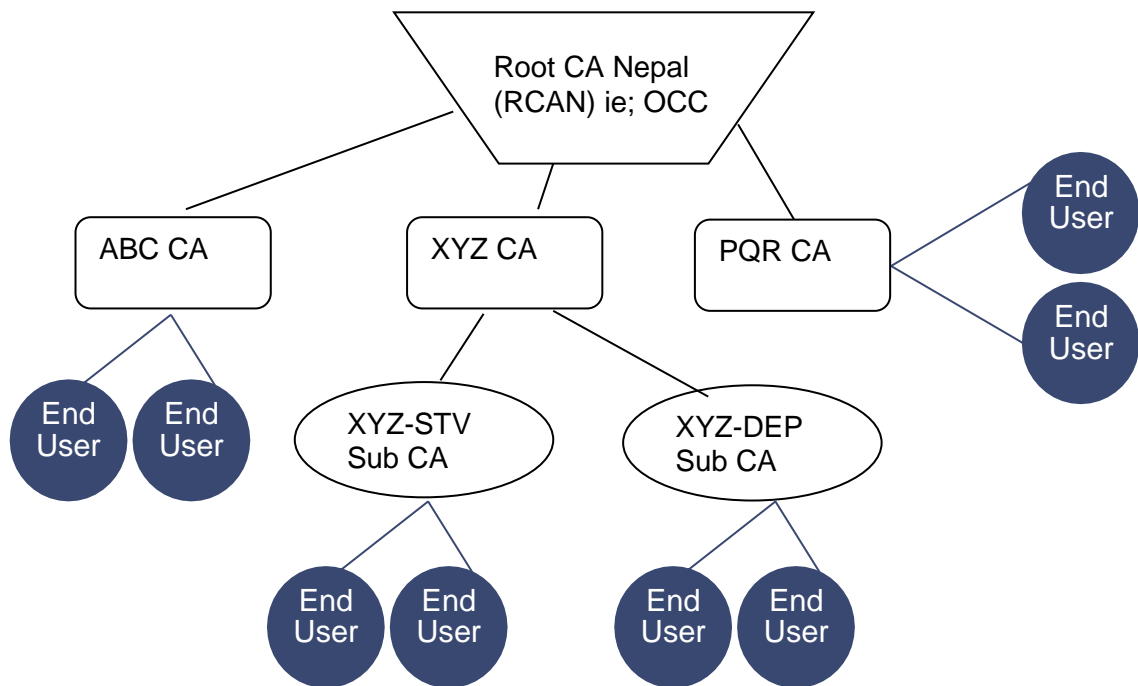 Root CA Nepal
(RCAN) ie; OCC
ABC CA
XYZ CA
PQR CA
End
User
End
User
End
User
End
User
XYZ-STV
Sub CA
XYZ-DEP
Sub CA
End
User
End
User
End
User
End
User